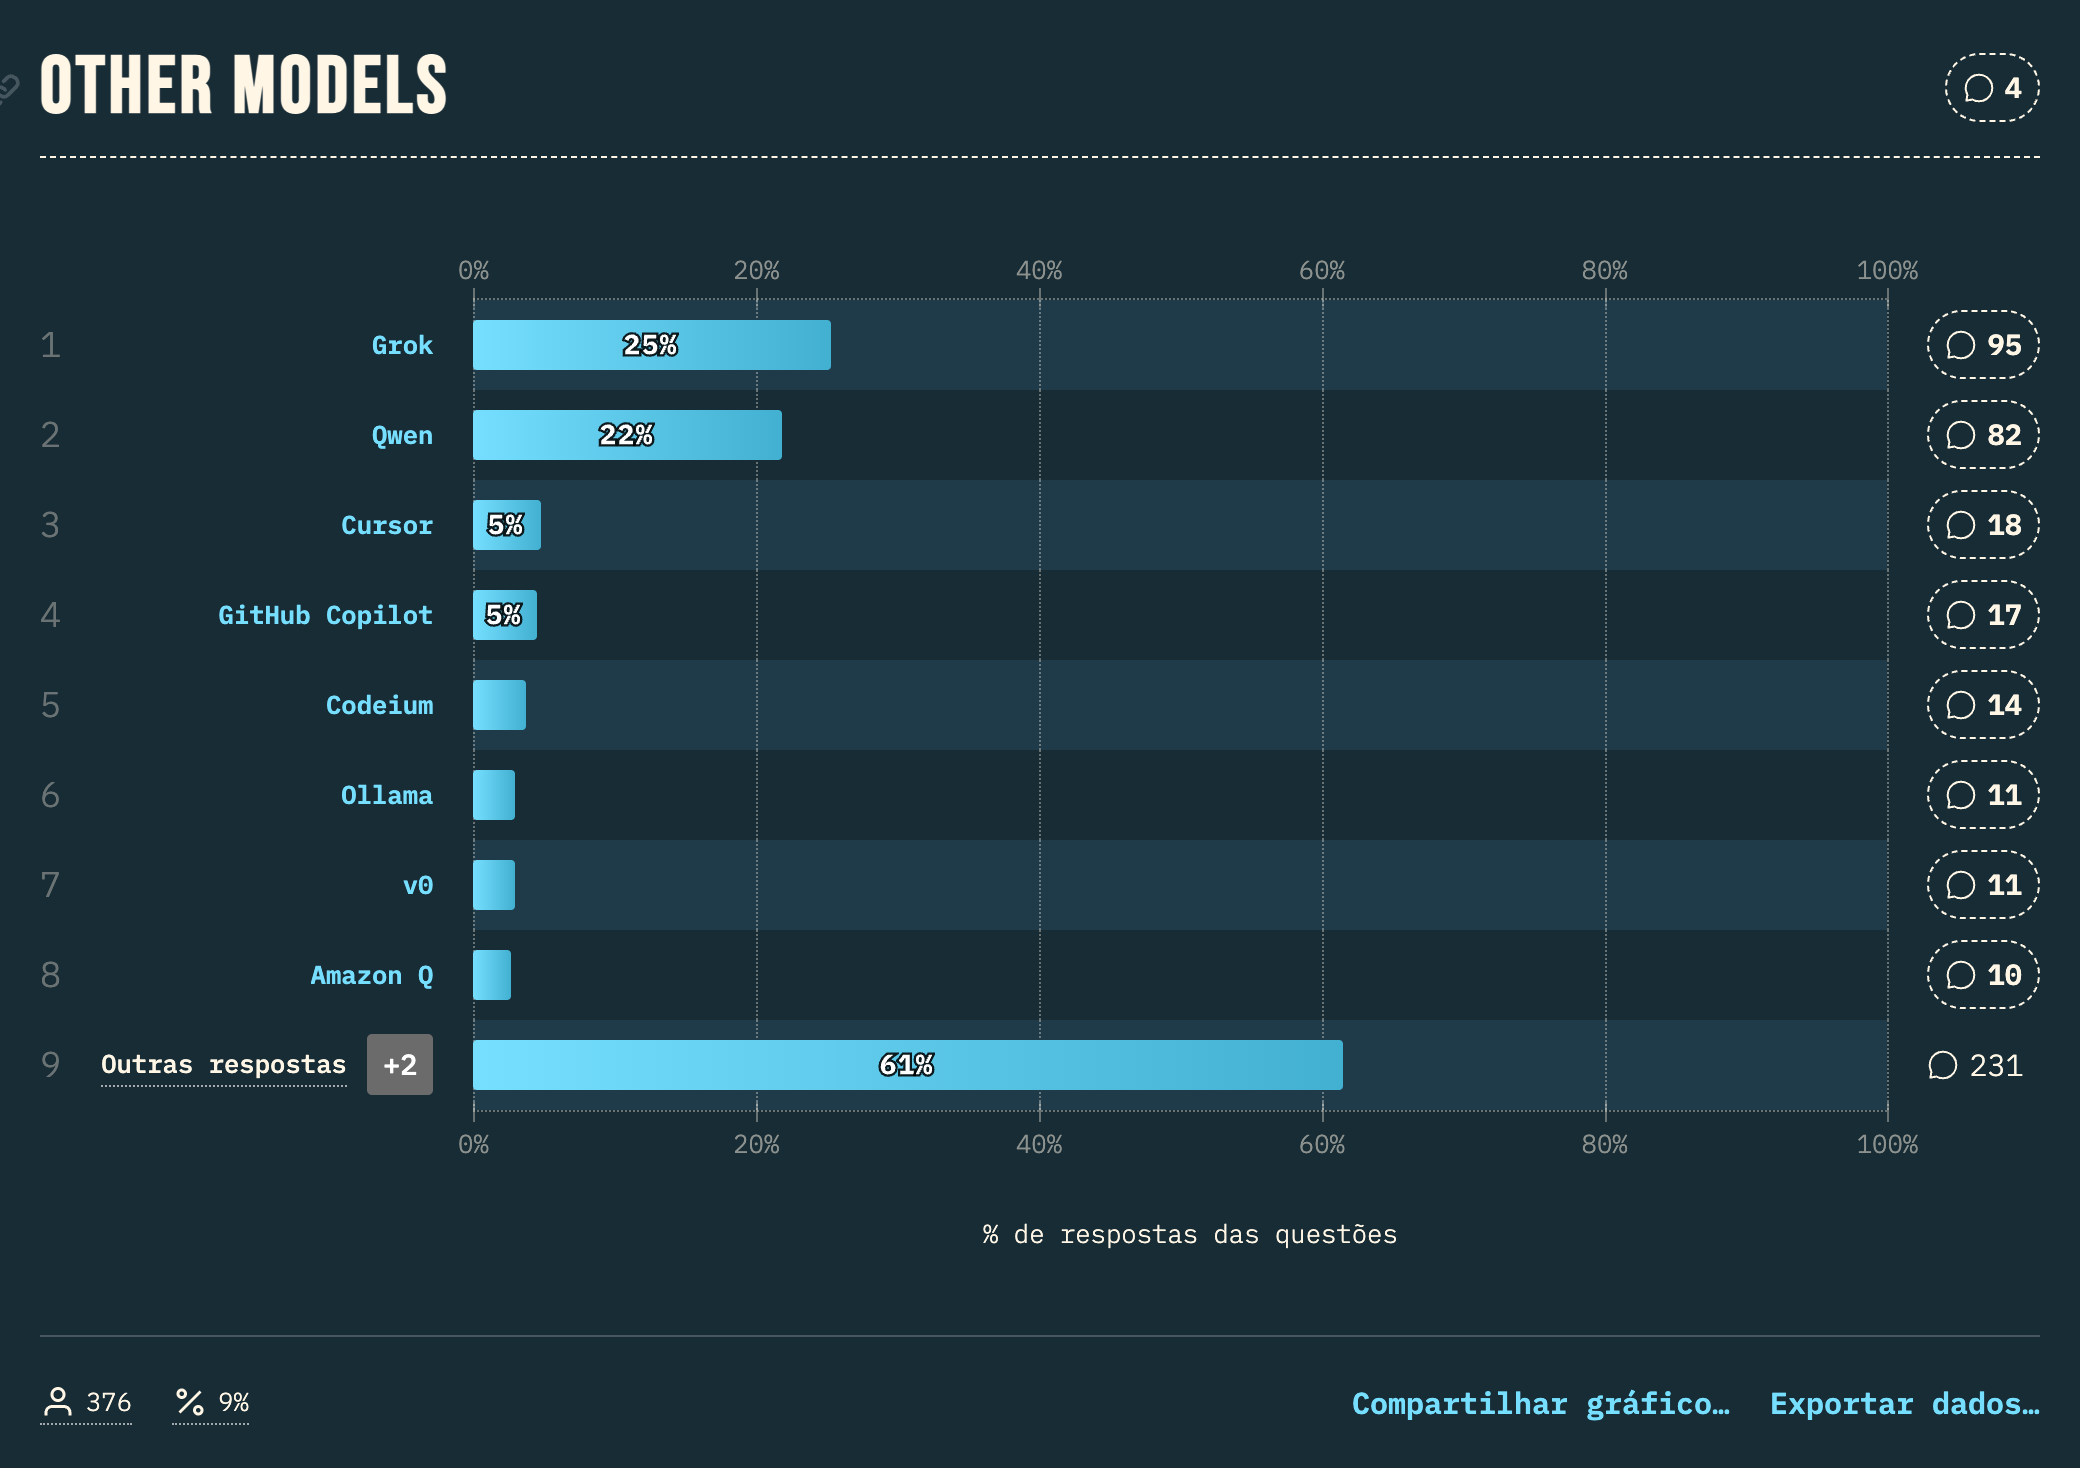 OTHER MODELS
4
0% 20% 40% 60% 80% 100%
1 Grok 25% 95
2 Qwen 22% 82
3 Cursor 5% 18
4 GitHub Copilot 5% 17
5 Codeium 14
6 Ollama 11
7 v0 11
8 Amazon Q 10
9 Outras respostas +2 61% 231
0% 20% 40% 60% 80% 100%
% de respostas das questões
376 9% Compartilhar gráfico… Exportar dados…